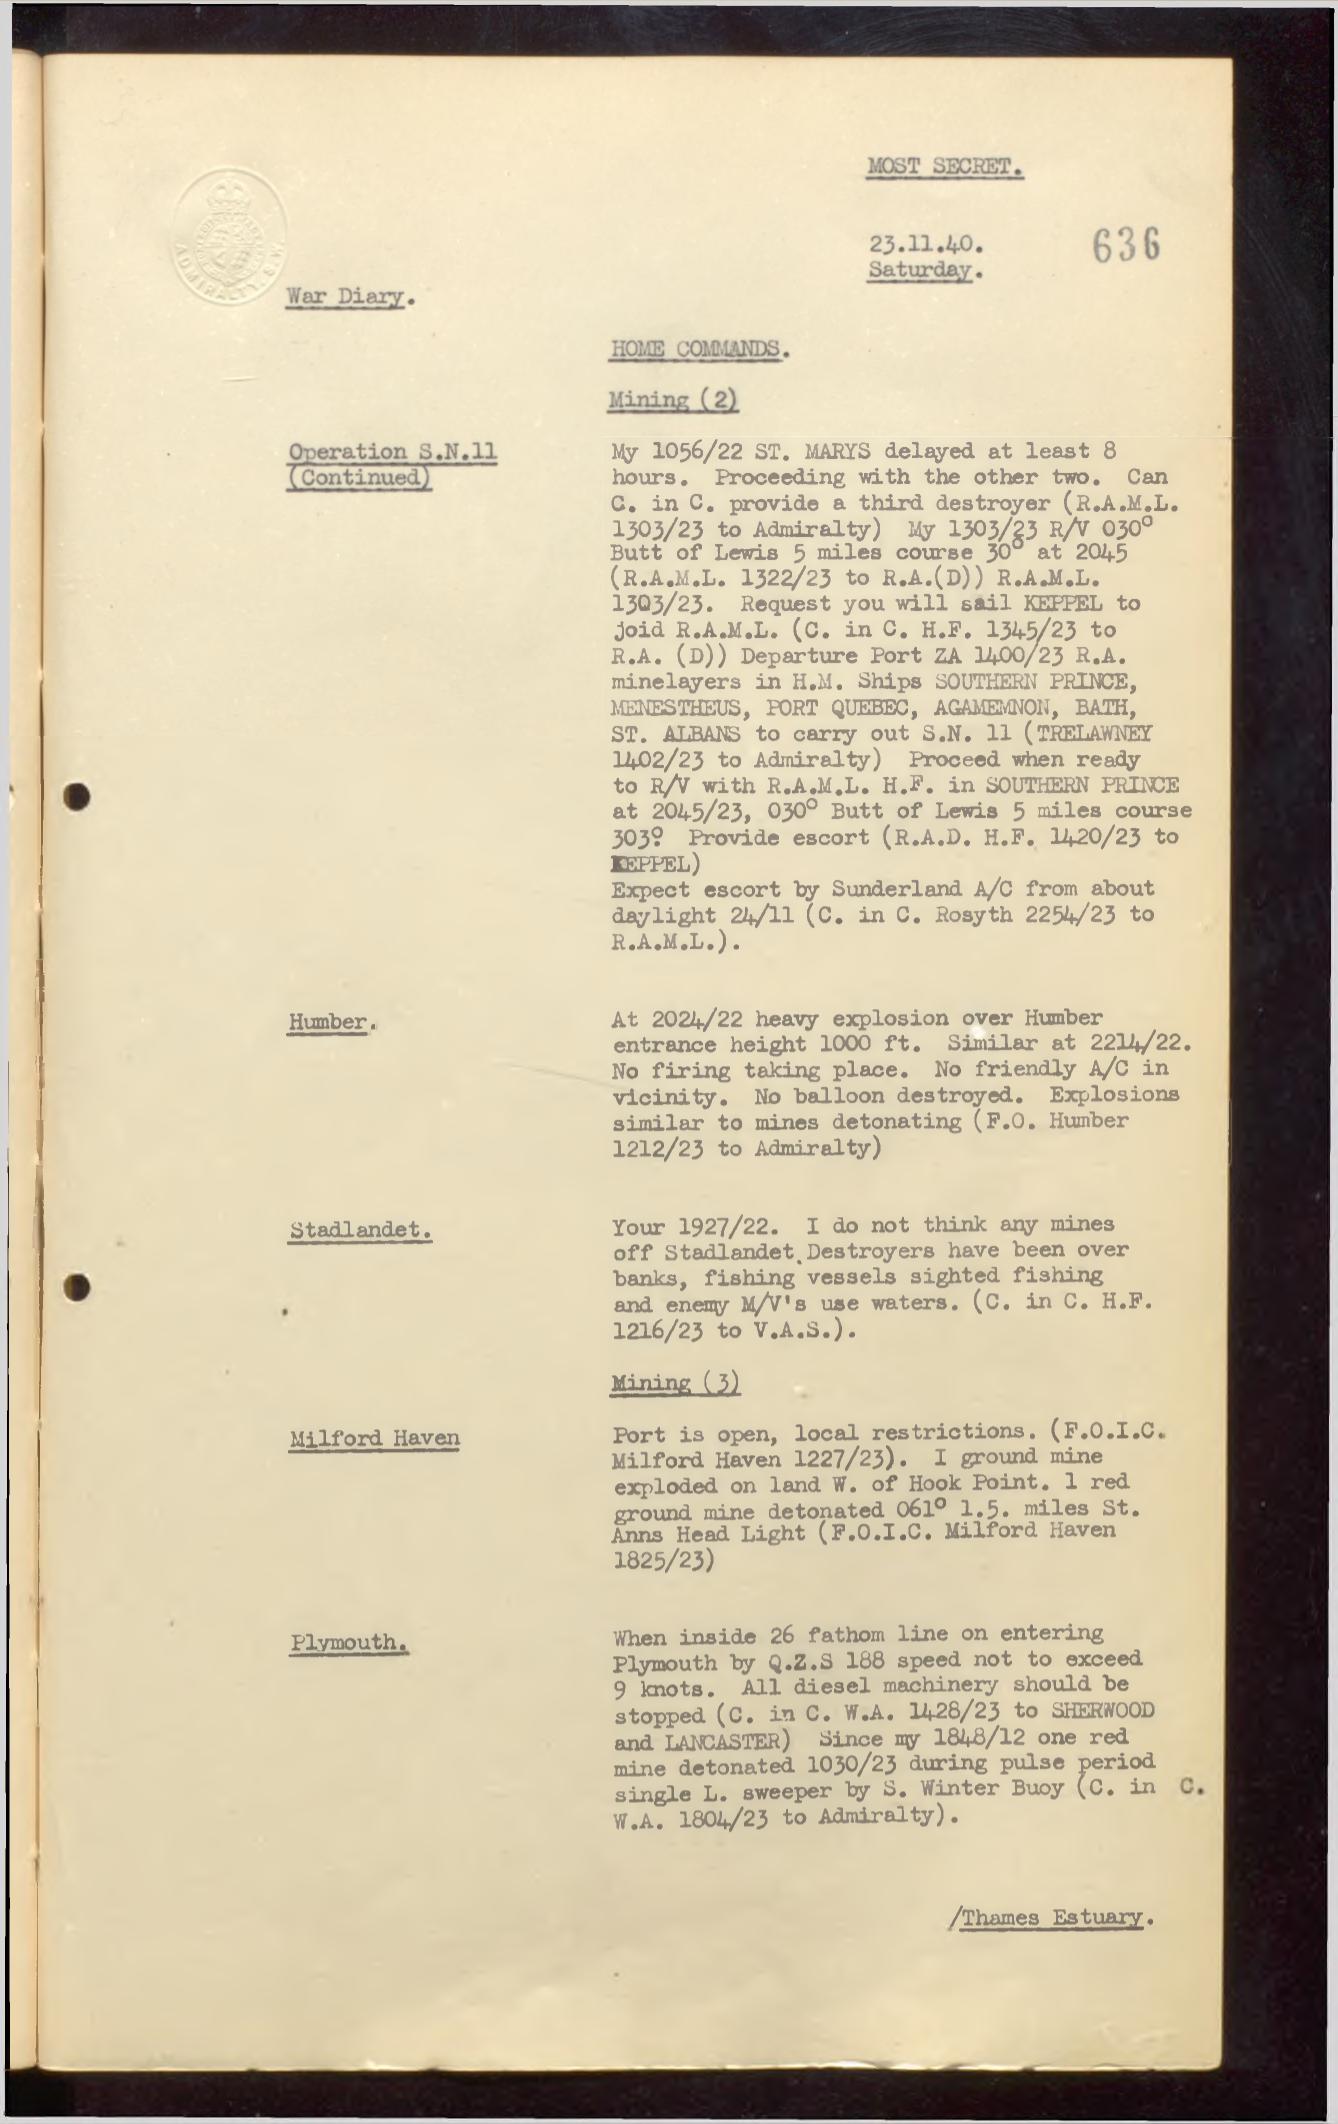 MOST SECRET.
23.11.40.
636
Saturday.
ADMIRALTY. S.W.
War Diary.
HOME COMMANDS.
Mining (2)
Operation S.N.11
(Continued)
My 1056/22 ST. MARYS delayed at least 8
hours. Proceeding with the other two. Can
C. in C. provide a third destroyer (R.A.M.L.
1303/23 to Admiralty) My 1303/23 R/V 030°
Butt of Lewis 5 miles course 30° at 2045
(R.A.M.L. 1322/23 to R.A.(D)) R.A.M.L.
1303/23. Request you will sail KEPPEL to
joid R.A.M.L. (C. in C. H.F. 1345/23 to
R.A. (D)) Departure Port ZA 1400/23 R.A.
minelayers in H.M. Ships SOUTHERN PRINCE,
MENESTHEUS, PORT QUEBEC, AGAMEMNON, BATH,
ST. ALBANS to carry out S.N. 11 (TRELAWNEY
1402/23 to Admiralty) Proceed when ready
to R/V with R.A.M.L. H.F. in SOUTHERN PRINCE
at 2045/23, 030° Butt of Lewis 5 miles course
303° Provide escort (R.A.D. H.F. 1420/23 to
KEPPEL)
Expect escort by Sunderland A/C from about
daylight 24/11 (C. in C. Rosyth 2254/23 to
R.A.M.L.).
Humber.
At 2024/22 heavy explosion over Humber
entrance height 1000 ft. Similar at 2214/22.
No firing taking place. No friendly A/C in
vicinity. No balloon destroyed. Explosions
similar to mines detonating (F.O. Humber
1212/23 to Admiralty)
Stadlandet.
Your 1927/22. I do not think any mines
off Stadlandet. Destroyers have been over
banks, fishing vessels sighted fishing
and enemy M/V's use waters. (C. in C. H.F.
1216/23 to V.A.S.).
Mining (3)
Milford Haven
Port is open, local restrictions. (F.O.I.C.
Milford Haven 1227/23). I ground mine
exploded on land W. of Hook Point. 1 red
ground mine detonated 061° 1.5. miles St.
Anns Head Light (F.O.I.C. Milford Haven
1825/23)
Plymouth.
When inside 26 fathom line on entering
Plymouth by Q.Z.S 188 speed not to exceed
9 knots. All diesel machinery should be
stopped (C. in C. W.A. 1428/23 to SHERWOOD
and LANCASTER) Since my 1848/12 one red
mine detonated 1030/23 during pulse period
single L. sweeper by S. Winter Buoy (C. in C.
W.A. 1804/23 to Admiralty).
/Thames Estuary.